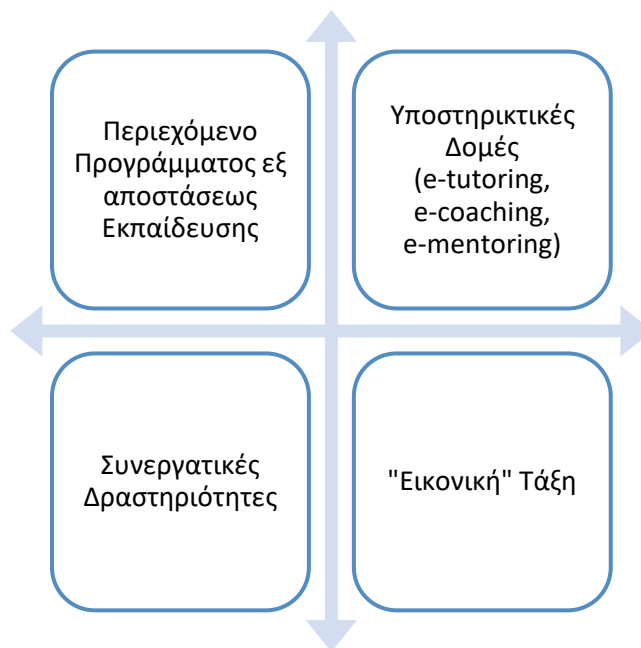 Περιεχόμενο
Προγράμματος εξ
αποστάσεως
Εκπαίδευσης
Υποστηρικτικές
Δομές
(e-tutoring,
e-coaching,
e-mentoring)
Συνεργατικές
Δραστηριότητες
"Εικονική" Τάξη